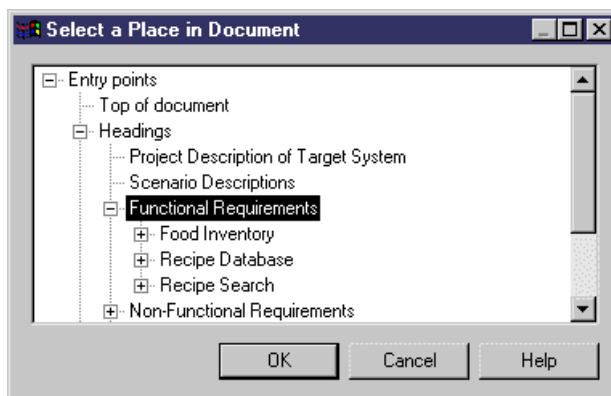 Select a Place in Document
Entry points
Top of document
Headings
Project Description of Target System
Scenario Descriptions
Functional Requirements
Food Inventory
Recipe Database
Recipe Search
Non-Functional Requirements
OK Cancel Help